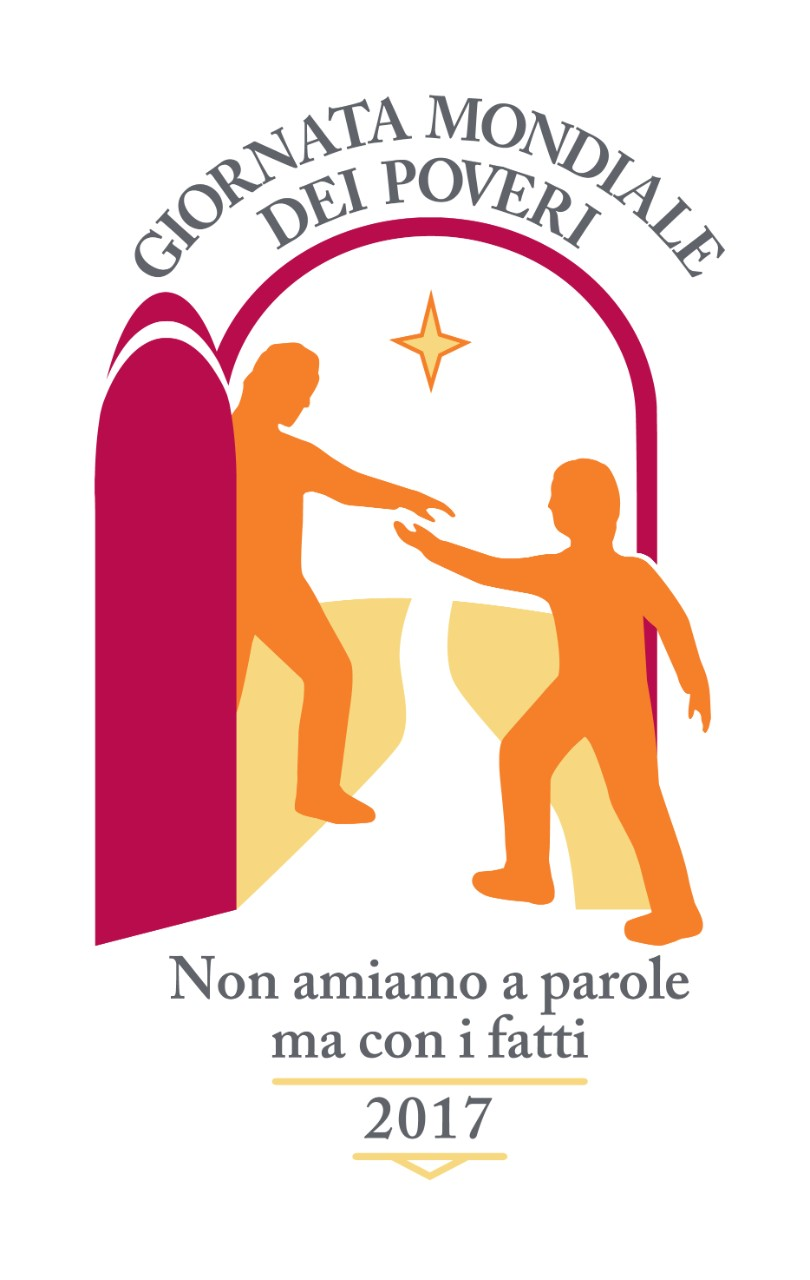 GIORNATA MONDIALE
DEI POVERI
Non amiamo a parole
ma con i fatti
2017